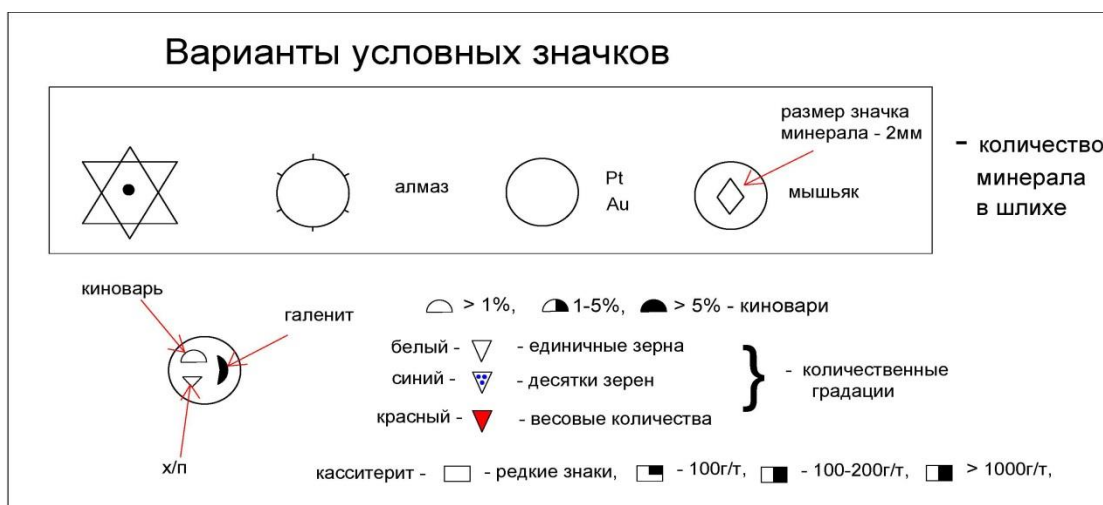 Варианты условных значков
размер значка
минерала - 2мм
алмаз
Pt
Au
мышьяк
- количество
минерала
в шлихе
киноварь
галенит
х/п
> 1%, 1-5%, > 5% - киновари
белый - - единичные зерна
синий - - десятки зерен
красный - - весовые количества
} - количественные
градации
касситерит - - редкие знаки, - 100г/т, - 100-200г/т, > 1000г/т,